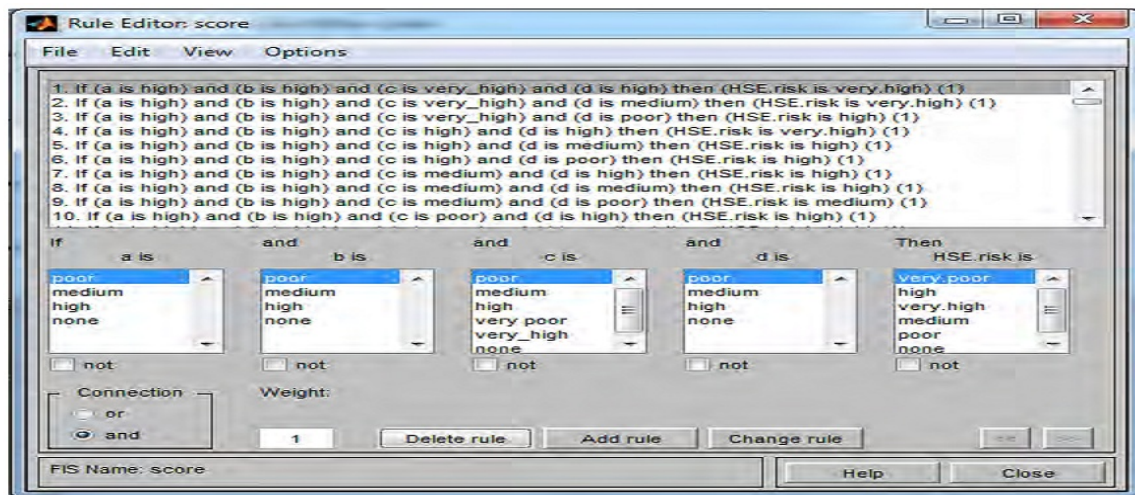 Rule Editor: score
File Edit View Options
1. If (a is high) and (b is high) and (c is very_high) and (d is high) then (HSE.risk is very.high) (1)
2. If (a is high) and (b is high) and (c is very_high) and (d is medium) then (HSE.risk is very.high) (1)
3. If (a is high) and (b is high) and (c is very_high) and (d is poor) then (HSE.risk is high) (1)
4. If (a is high) and (b is high) and (c is high) and (d is high) then (HSE.risk is very.high) (1)
5. If (a is high) and (b is high) and (c is high) and (d is medium) then (HSE.risk is high) (1)
6. If (a is high) and (b is high) and (c is high) and (d is poor) then (HSE.risk is high) (1)
7. If (a is high) and (b is high) and (c is medium) and (d is high) then (HSE.risk is high) (1)
8. If (a is high) and (b is high) and (c is medium) and (d is medium) then (HSE.risk is high) (1)
9. If (a is high) and (b is high) and (c is medium) and (d is poor) then (HSE.risk is medium) (1)
10. If (a is high) and (b is high) and (c is poor) and (d is high) then (HSE.risk is high) (1)
If and and and Then
a is b is c is d is HSE.risk is
poor poor poor poor very.poor
medium medium medium medium high
high high high high very.high
none none very poor none medium
very_high poor
none none
not not not not not
Connection Weight:
or
and 1 Delete rule Add rule Change rule << >>
FIS Name: score Help Close